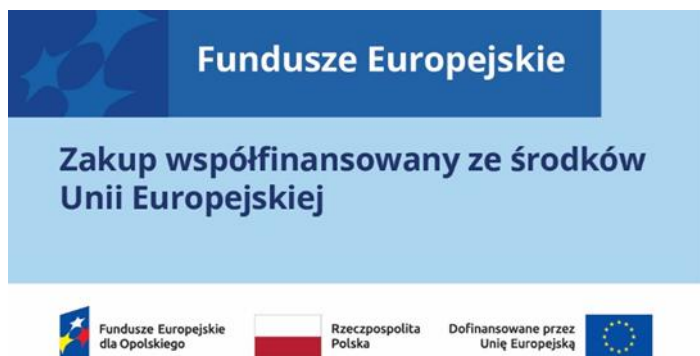 Fundusze Europejskie
Zakup współfinansowany ze środków
Unii Europejskiej
Fundusze Europejskie
dla Opolskiego
Rzeczpospolita
Polska
Dofinansowane przez
Unię Europejską